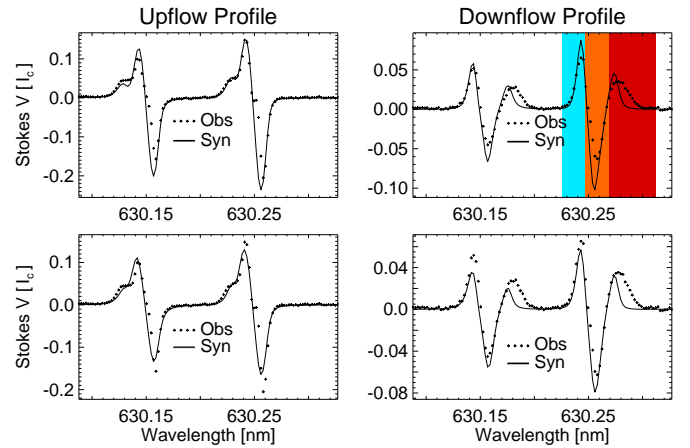 Upflow Profile
Downflow Profile
Stokes V [ I_c ]
0.1
0.0
-0.1
-0.2
Obs
Syn
630.15
630.25
0.05
0.00
-0.05
-0.10
Obs
Syn
630.15
630.25
Stokes V [ I_c ]
0.1
0.0
-0.1
-0.2
Obs
Syn
630.15
630.25
Wavelength [nm]
0.04
0.00
-0.04
-0.08
Obs
Syn
630.15
630.25
Wavelength [nm]